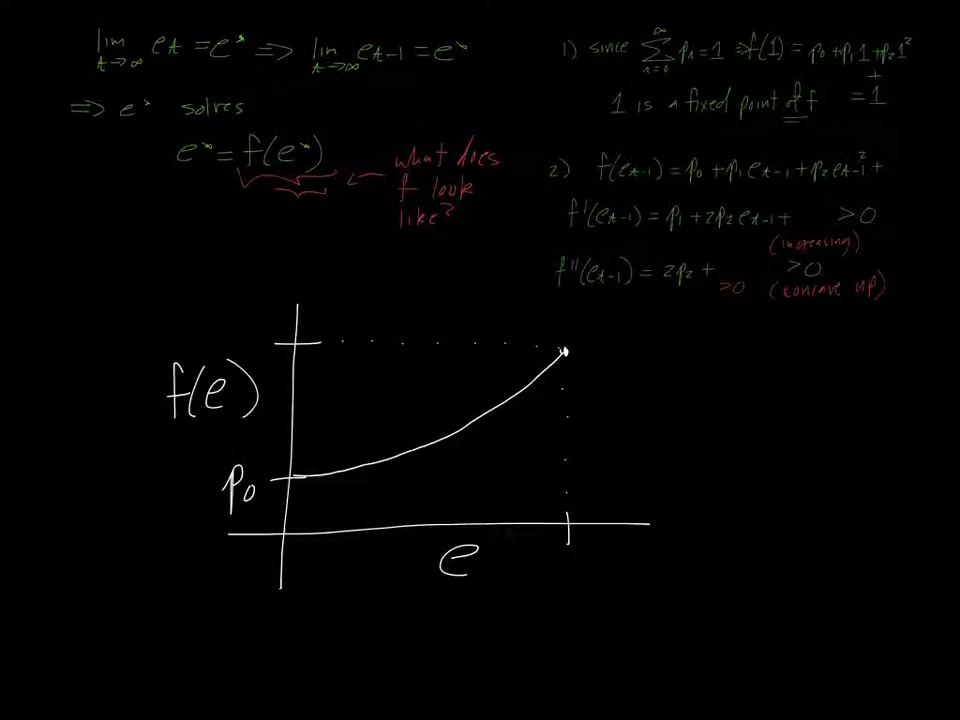 lim e_t = e* ⟹ lim e_{t-1} = e*
t→∞ t→∞
⟹ e* solves
e* = f(e*)
what does
f look
like?
1) since ∞∑n=0 p_n = 1 ⇒ f(1) = p_0 + p_1 1 + p_2 1² +
1 is a fixed point of f = 1
2) f(e_{t-1}) = p_0 + p_1 e_{t-1} + p_2 e_{t-1}² +
f'(e_{t-1}) = p_1 + 2p_2 e_{t-1} + > 0
(increasing)
f''(e_{t-1}) = 2p_2 + >0 > 0
(concave up)
f(e)
p_0
e